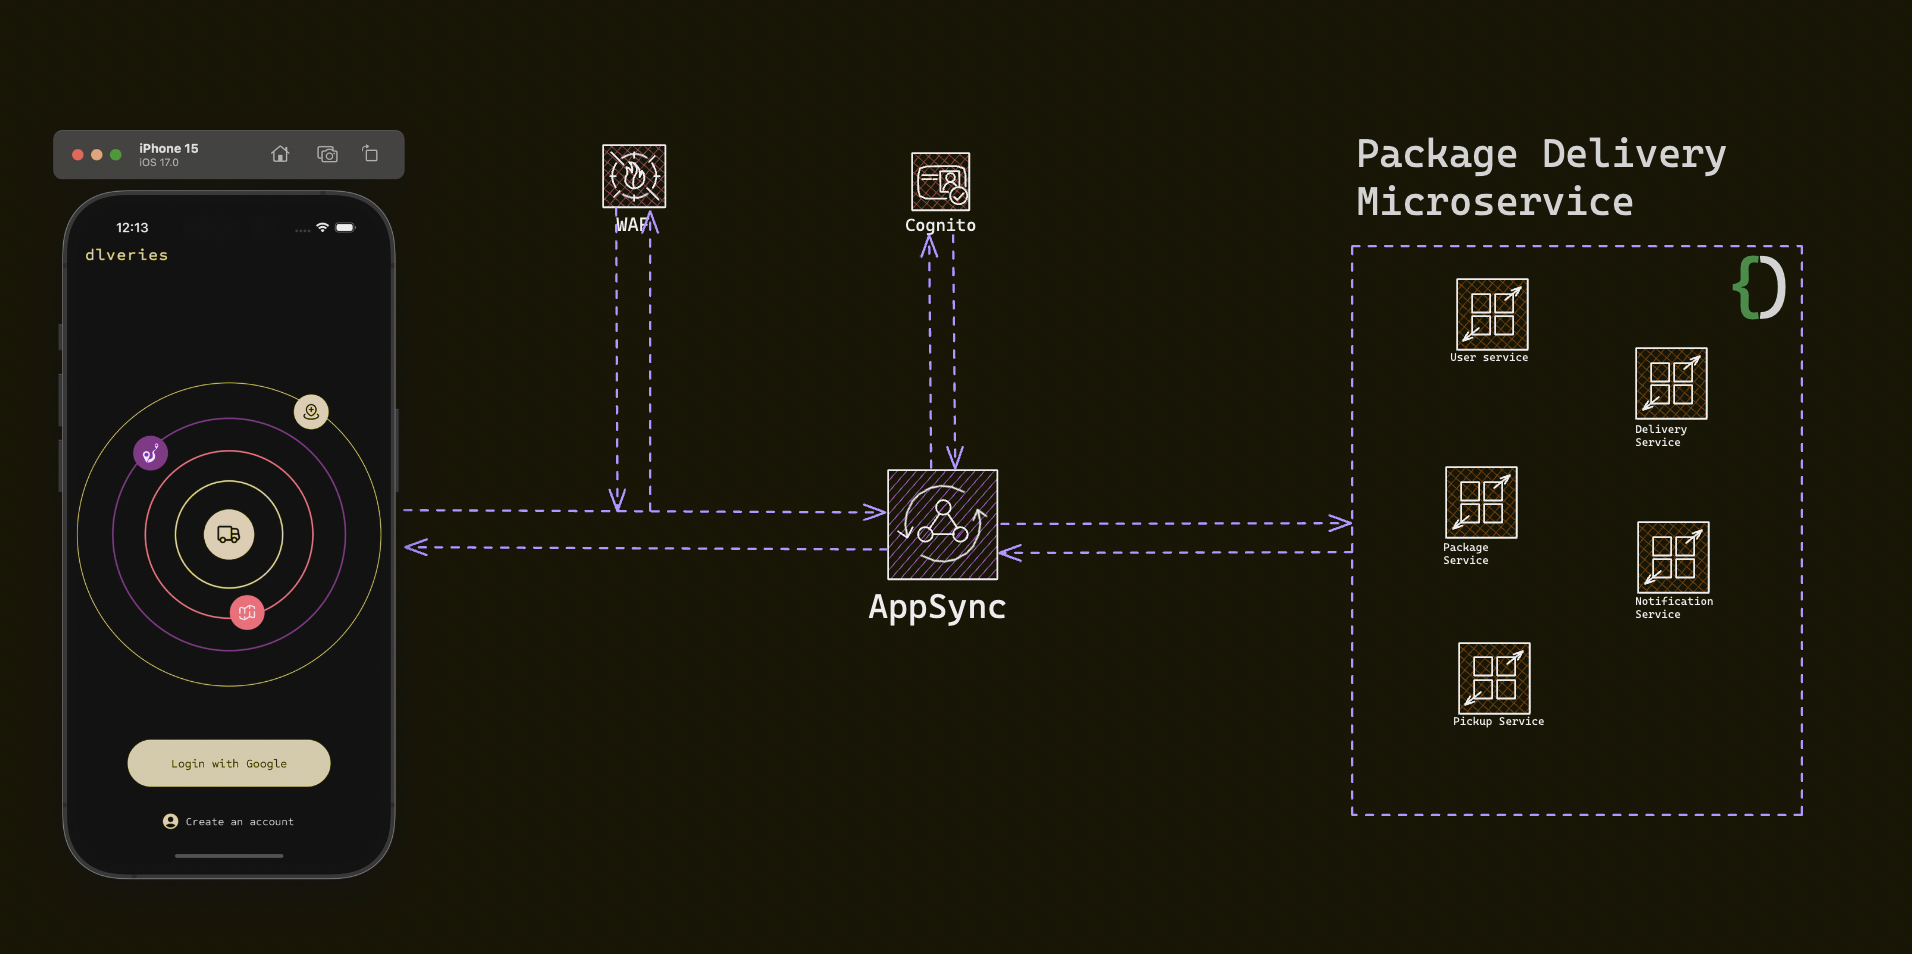 iPhone 15
iOS 17.0
12:13
dlveries
Login with Google
Create an account
WAF
Cognito
AppSync
Package Delivery
Microservice
User service
Delivery
Service
Package
Service
Notification
Service
Pickup Service